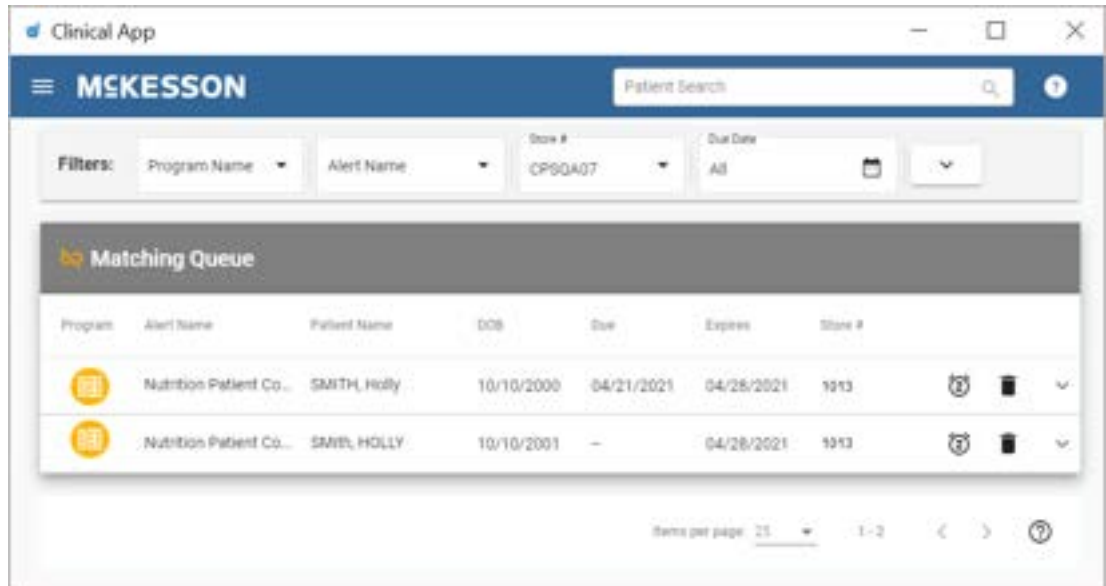 Clinical App
MCKESSON
Patient Search
Filters:
Program Name
Alert Name
Store #
CPSQA07
Due Date
All
Matching Queue
Program Alert Name Patient Name DOB Due Expires Store #
Nutrition Patient Co... SMITH, Holly 10/10/2000 04/21/2021 04/28/2021 1013
Nutrition Patient Co... SMith, HOLLY 10/10/2001 – 04/28/2021 1013
Items per page: 25 1 - 2